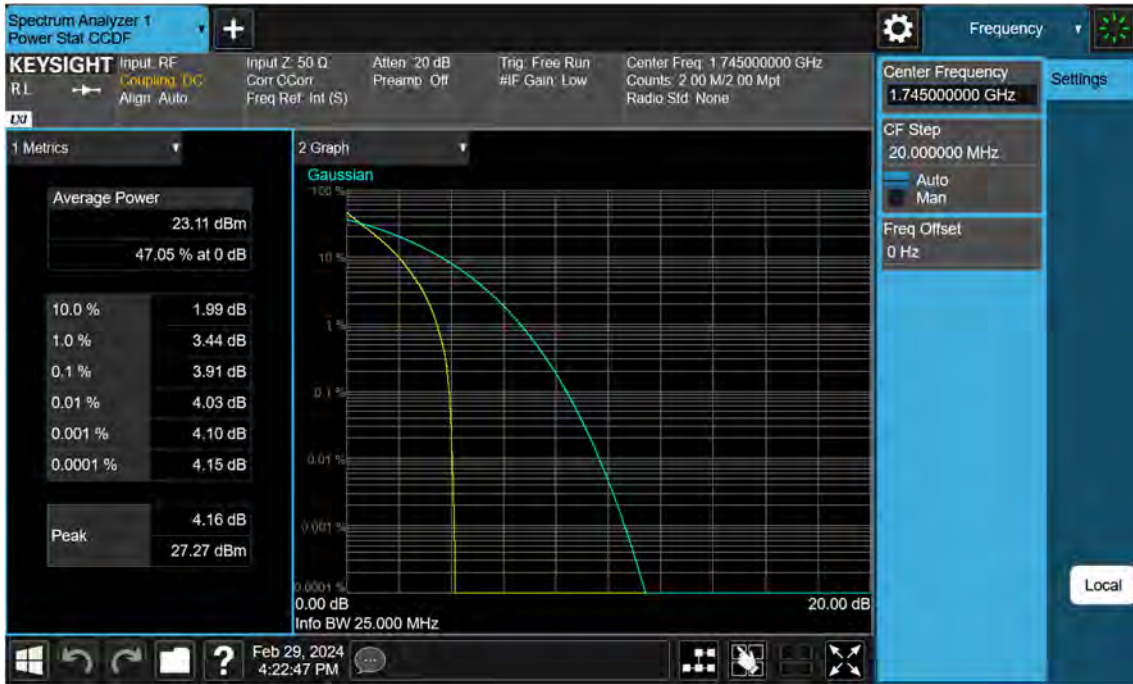 Spectrum Analyzer 1
Power Stat CCDF
+
Frequency
KEYSIGHT
R L
LXI
Input: RF
Coupling: DC
Align: Auto
Input Z: 50 Ω
Corr CCorr
Freq Ref: Int (S)
Atten: 20 dB
Preamp: Off
Trig: Free Run
#IF Gain: Low
Center Freq: 1.745000000 GHz
Counts: 2.00 M/2.00 Mpt
Radio Std: None
Center Frequency
1.745000000 GHz
Settings
CF Step
20.000000 MHz
Auto
Man
Freq Offset
0 Hz
Local
1 Metrics
Average Power
23.11 dBm
47.05 % at 0 dB
10.0 % 1.99 dB
1.0 % 3.44 dB
0.1 % 3.91 dB
0.01 % 4.03 dB
0.001 % 4.10 dB
0.0001 % 4.15 dB
Peak
4.16 dB
27.27 dBm
2 Graph
Gaussian
100 %
10 %
1 %
0.1 %
0.01 %
0.001 %
0.0001 %
0.00 dB 20.00 dB
Info BW 25.000 MHz
?
Feb 29, 2024
4:22:47 PM